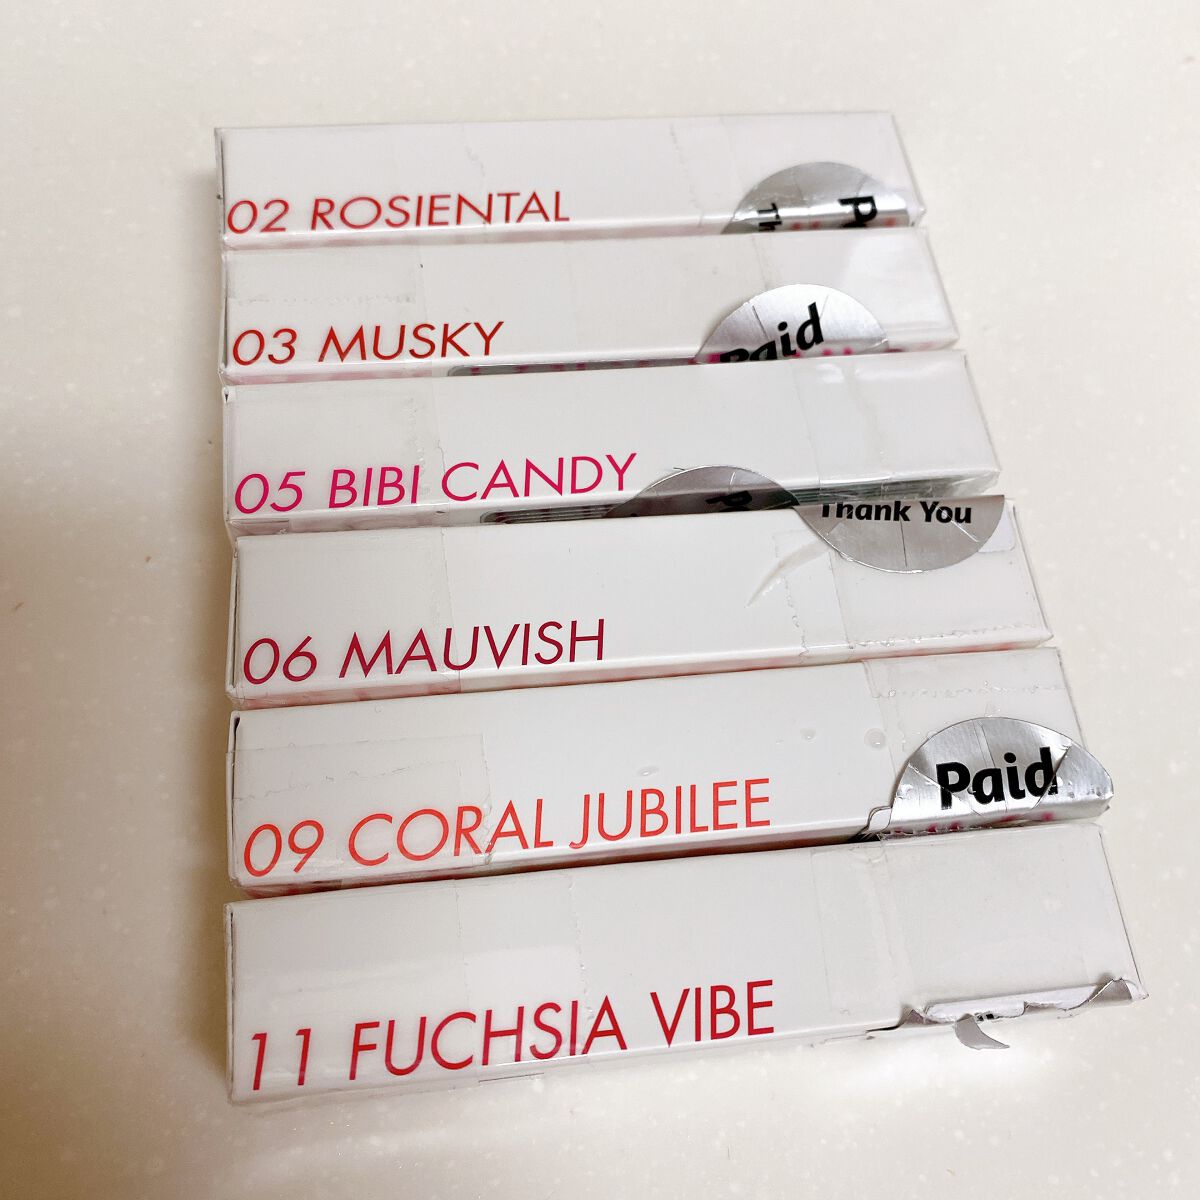 02 ROSIENTAL
03 MUSKY
Paid
05 BIBI CANDY
Thank You
06 MAUVISH
09 CORAL JUBILEE
Paid
11 FUCHSIA VIBE